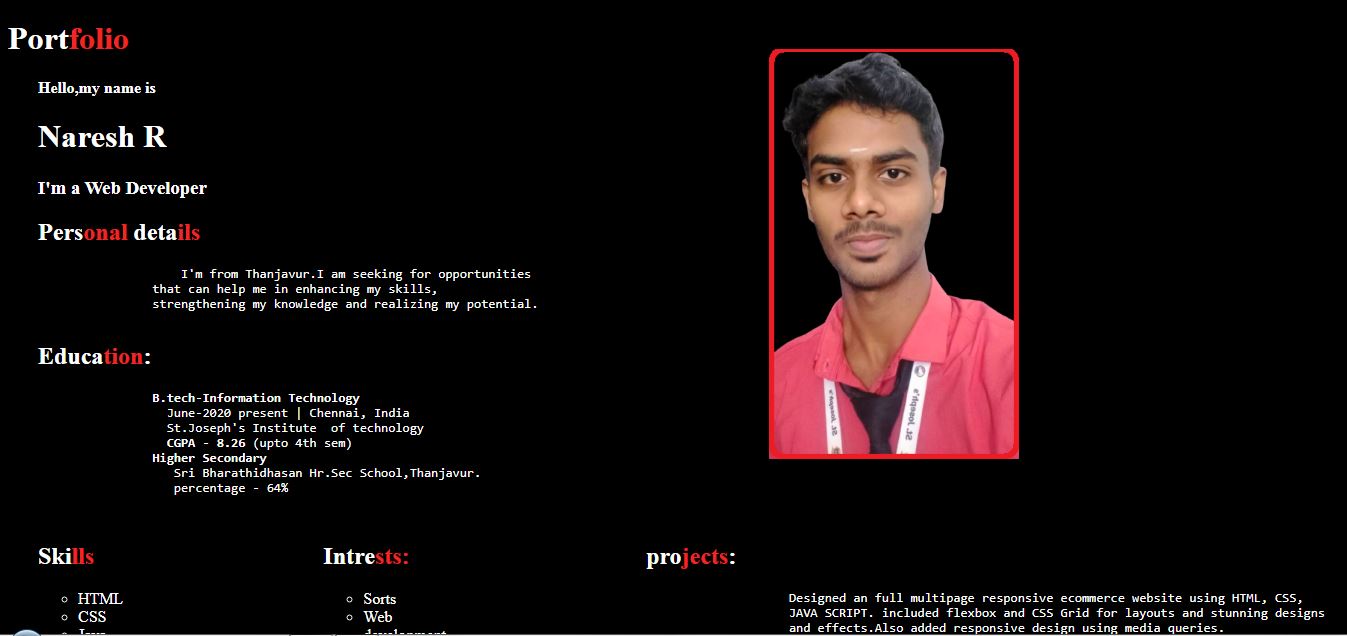 Portfolio
Hello,my name is
Naresh R
I'm a Web Developer
Personal details
I'm from Thanjavur.I am seeking for opportunities
that can help me in enhancing my skills,
strengthening my knowledge and realizing my potential.
Education:
B.tech-Information Technology
June-2020 present | Chennai, India
St.Joseph's Institute of technology
CGPA - 8.26 (upto 4th sem)
Higher Secondary
Sri Bharathidhasan Hr.Sec School,Thanjavur.
percentage - 64%
Skills
HTML
CSS
Intrests:
Sorts
Web
development
projects:
Designed an full multipage responsive ecommerce website using HTML, CSS,
JAVA SCRIPT. included flexbox and CSS Grid for layouts and stunning designs
and effects.Also added responsive design using media queries.
St. Joseph's
St. Joseph's